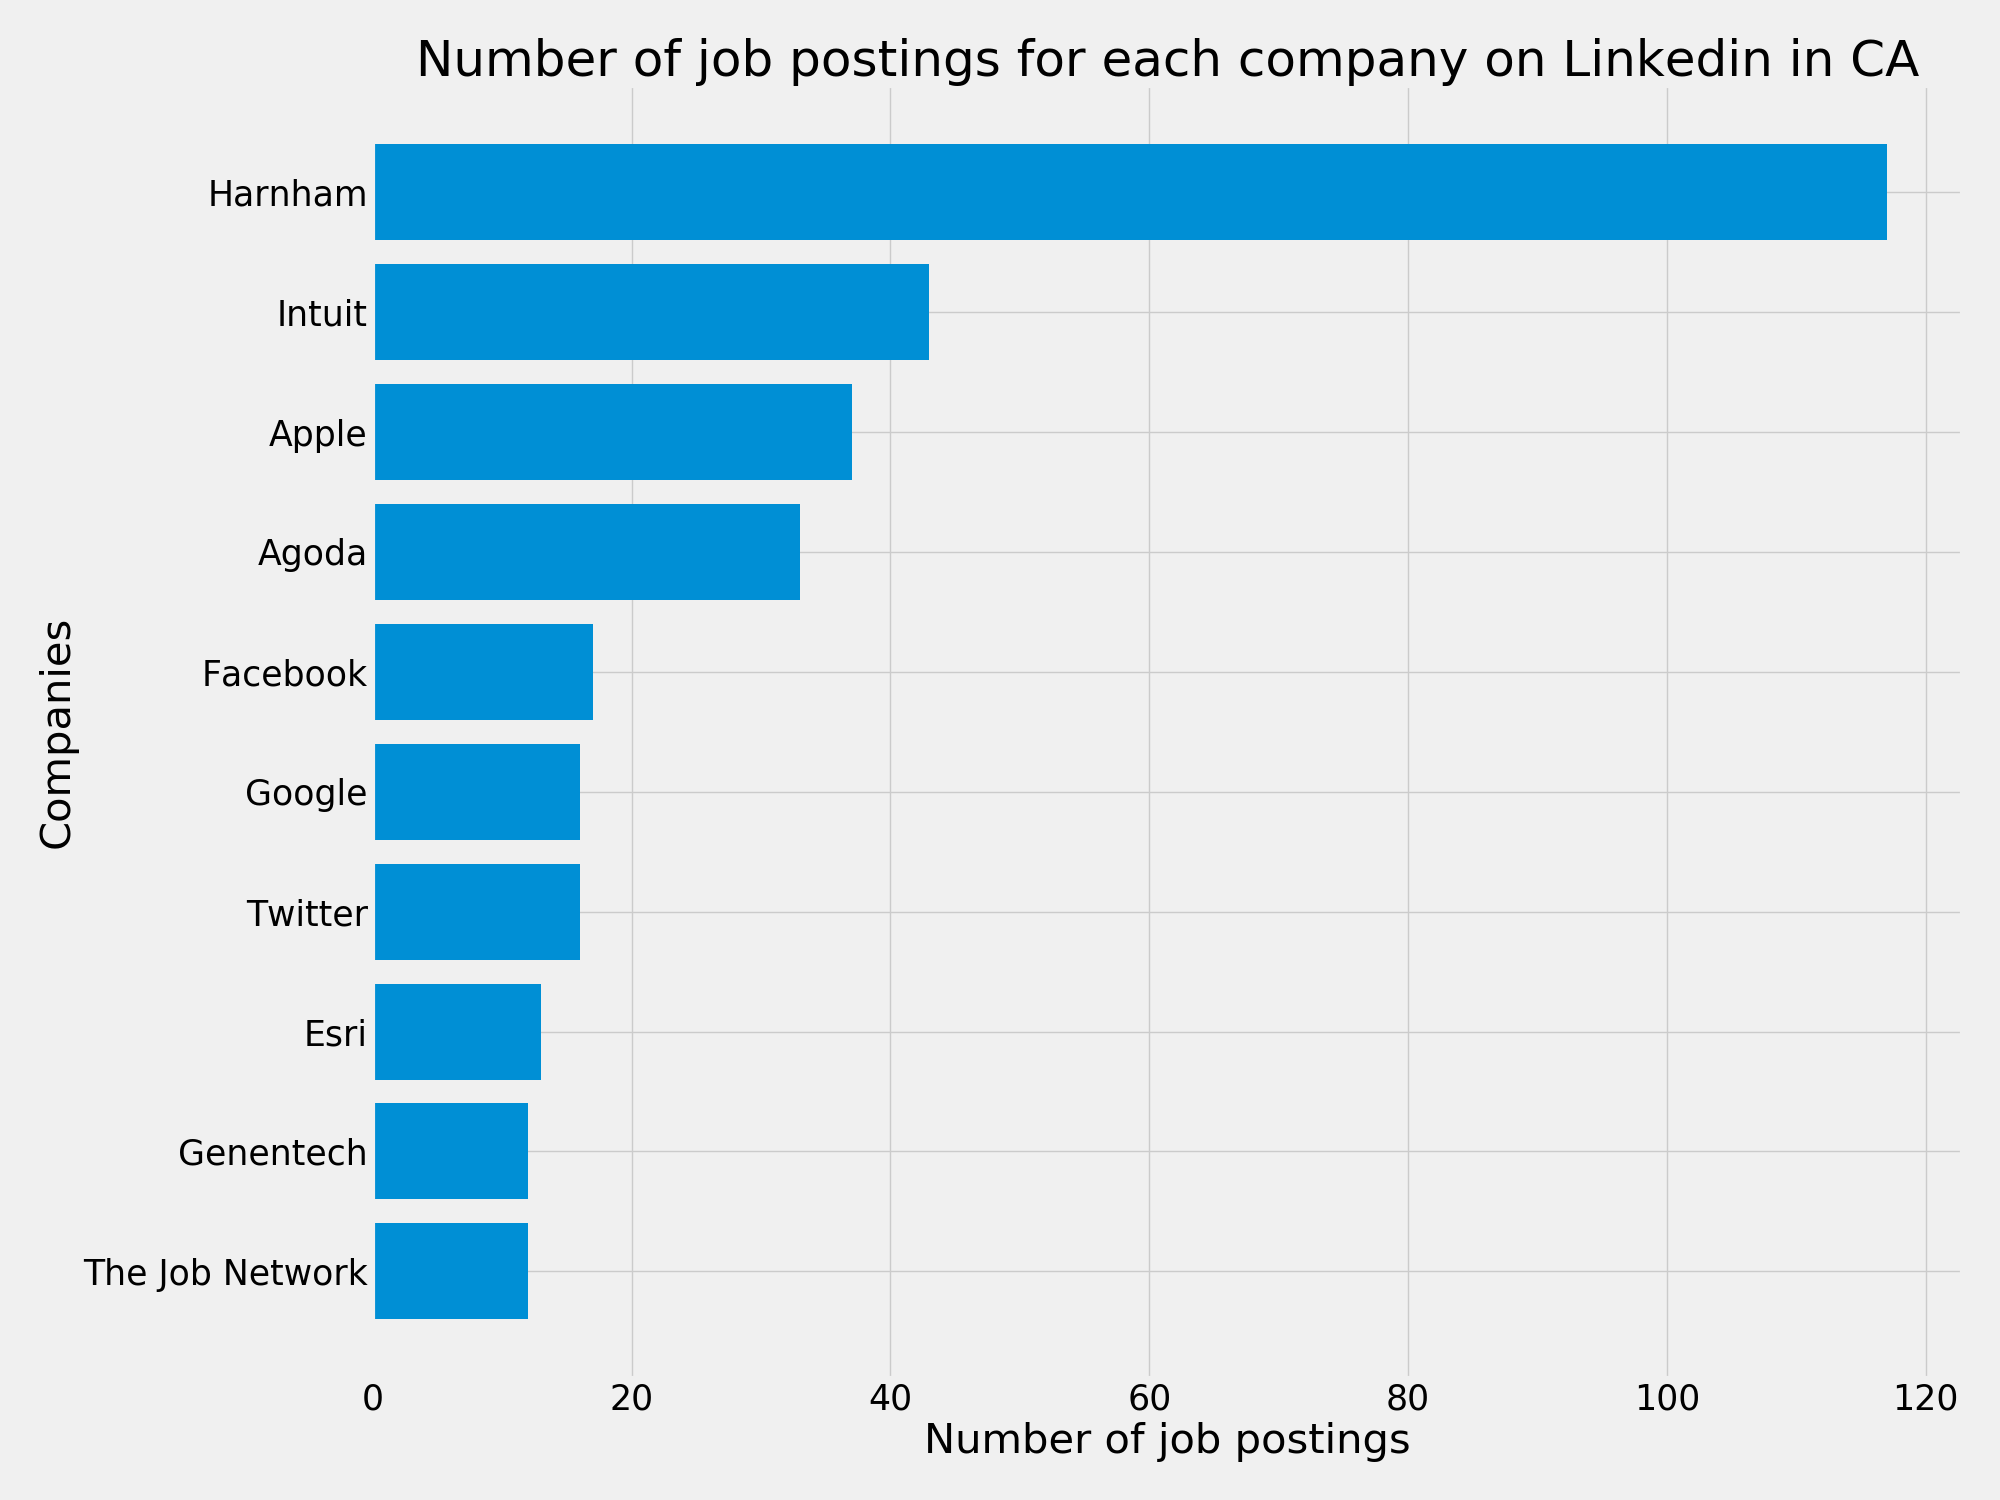 Number of job postings for each company on Linkedin in CA
Harnham
Intuit
Apple
Agoda
Facebook
Google
Twitter
Esri
Genentech
The Job Network
Companies
0 20 40 60 80 100 120
Number of job postings